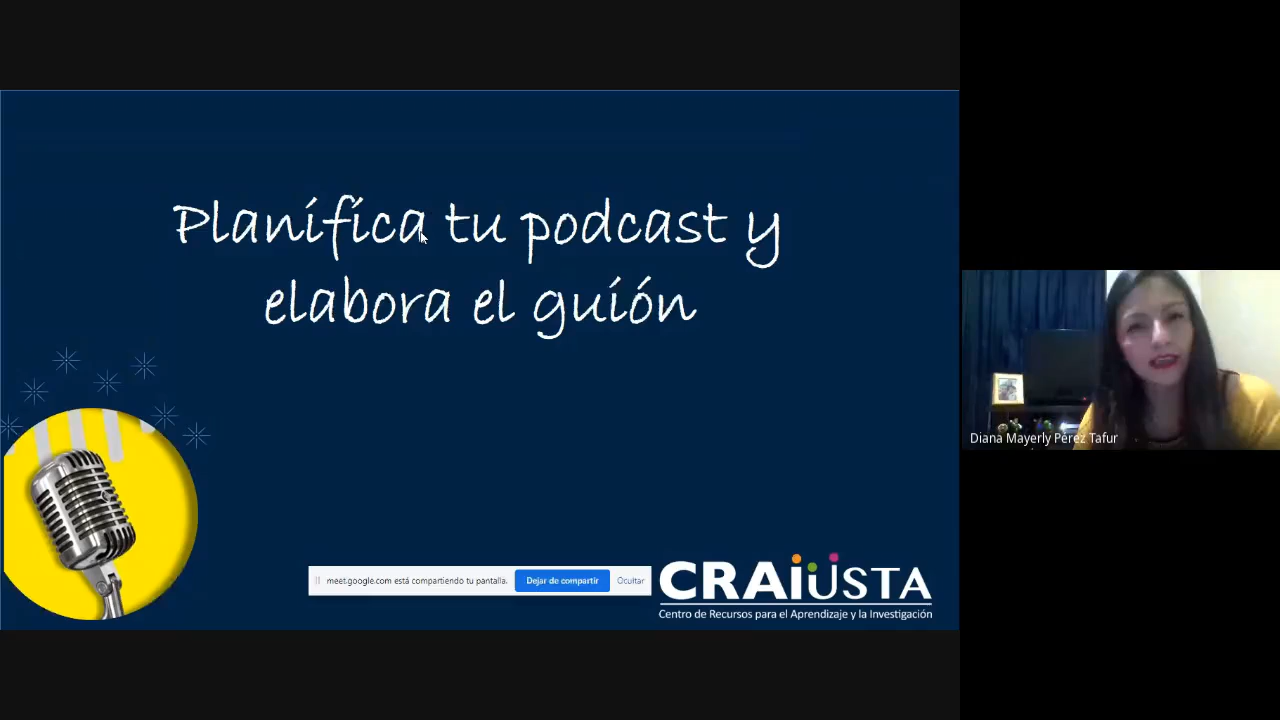 Planifica tu podcast y
elabora el guión
meet.google.com está compartiendo tu pantalla.
Dejar de compartir
Ocultar
CRAiUSTA
Centro de Recursos para el Aprendizaje y la Investigación
Diana Mayerly Pérez Tafur